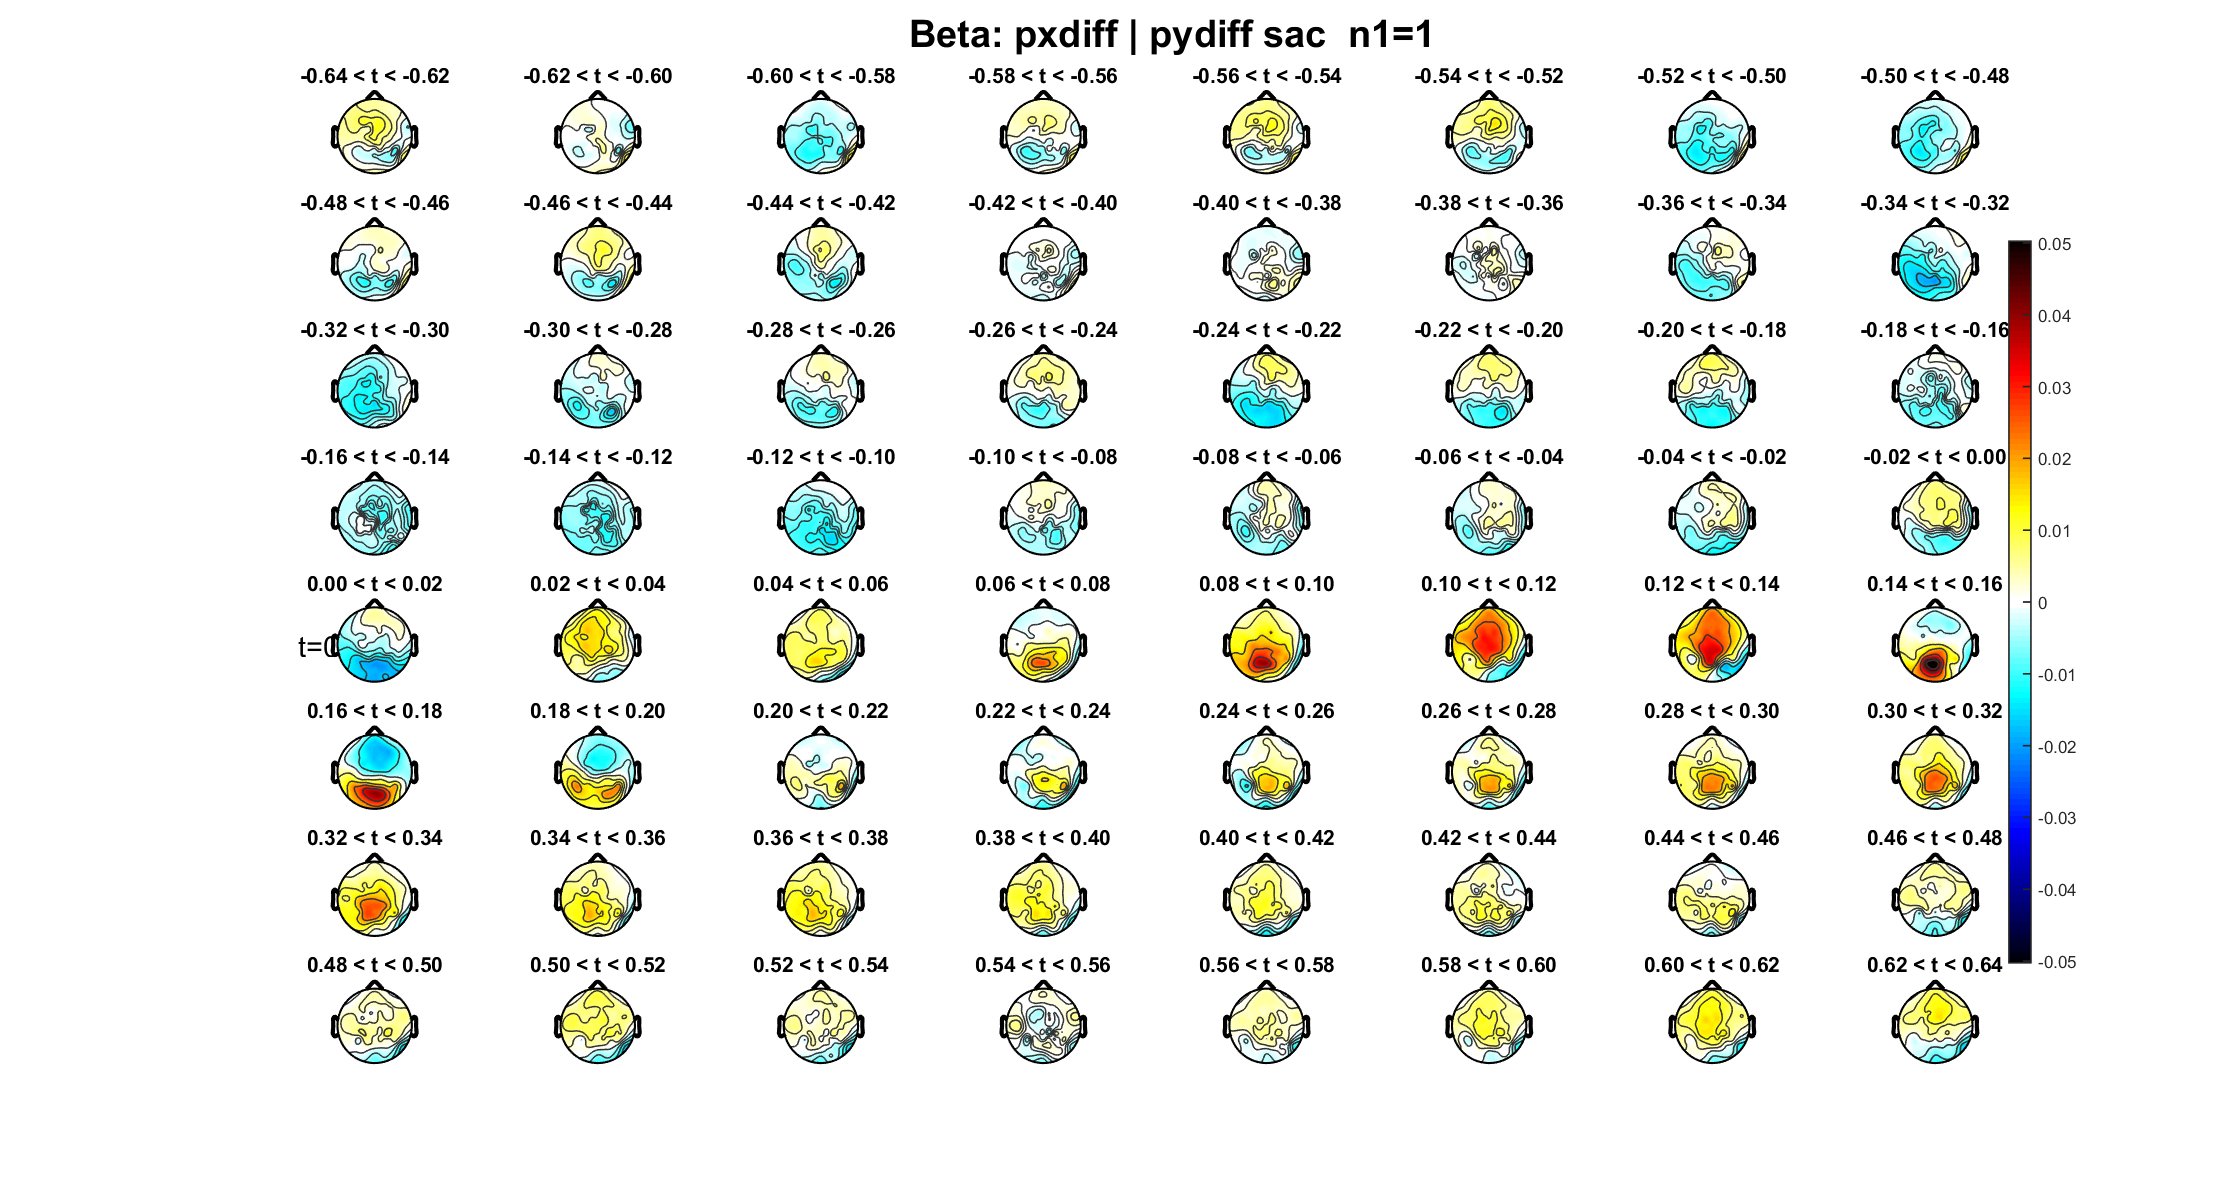 Beta: pxdiff | pydiff sac  n1=1
-0.64 < t < -0.62 -0.62 < t < -0.60 -0.60 < t < -0.58 -0.58 < t < -0.56 -0.56 < t < -0.54 -0.54 < t < -0.52 -0.52 < t < -0.50 -0.50 < t < -0.48
-0.48 < t < -0.46 -0.46 < t < -0.44 -0.44 < t < -0.42 -0.42 < t < -0.40 -0.40 < t < -0.38 -0.38 < t < -0.36 -0.36 < t < -0.34 -0.34 < t < -0.32
0.05
0.04
-0.32 < t < -0.30 -0.30 < t < -0.28 -0.28 < t < -0.26 -0.26 < t < -0.24 -0.24 < t < -0.22 -0.22 < t < -0.20 -0.20 < t < -0.18 -0.18 < t < -0.16
0.03
-0.16 < t < -0.14 -0.14 < t < -0.12 -0.12 < t < -0.10 -0.10 < t < -0.08 -0.08 < t < -0.06 -0.06 < t < -0.04 -0.04 < t < -0.02 -0.02 < t < 0.00
0.02
0.01
0.00 < t < 0.02 0.02 < t < 0.04 0.04 < t < 0.06 0.06 < t < 0.08 0.08 < t < 0.10 0.10 < t < 0.12 0.12 < t < 0.14 0.14 < t < 0.16
0
t=0
-0.01
0.16 < t < 0.18 0.18 < t < 0.20 0.20 < t < 0.22 0.22 < t < 0.24 0.24 < t < 0.26 0.26 < t < 0.28 0.28 < t < 0.30 0.30 < t < 0.32
-0.02
-0.03
0.32 < t < 0.34 0.34 < t < 0.36 0.36 < t < 0.38 0.38 < t < 0.40 0.40 < t < 0.42 0.42 < t < 0.44 0.44 < t < 0.46 0.46 < t < 0.48
-0.04
-0.05
0.48 < t < 0.50 0.50 < t < 0.52 0.52 < t < 0.54 0.54 < t < 0.56 0.56 < t < 0.58 0.58 < t < 0.60 0.60 < t < 0.62 0.62 < t < 0.64